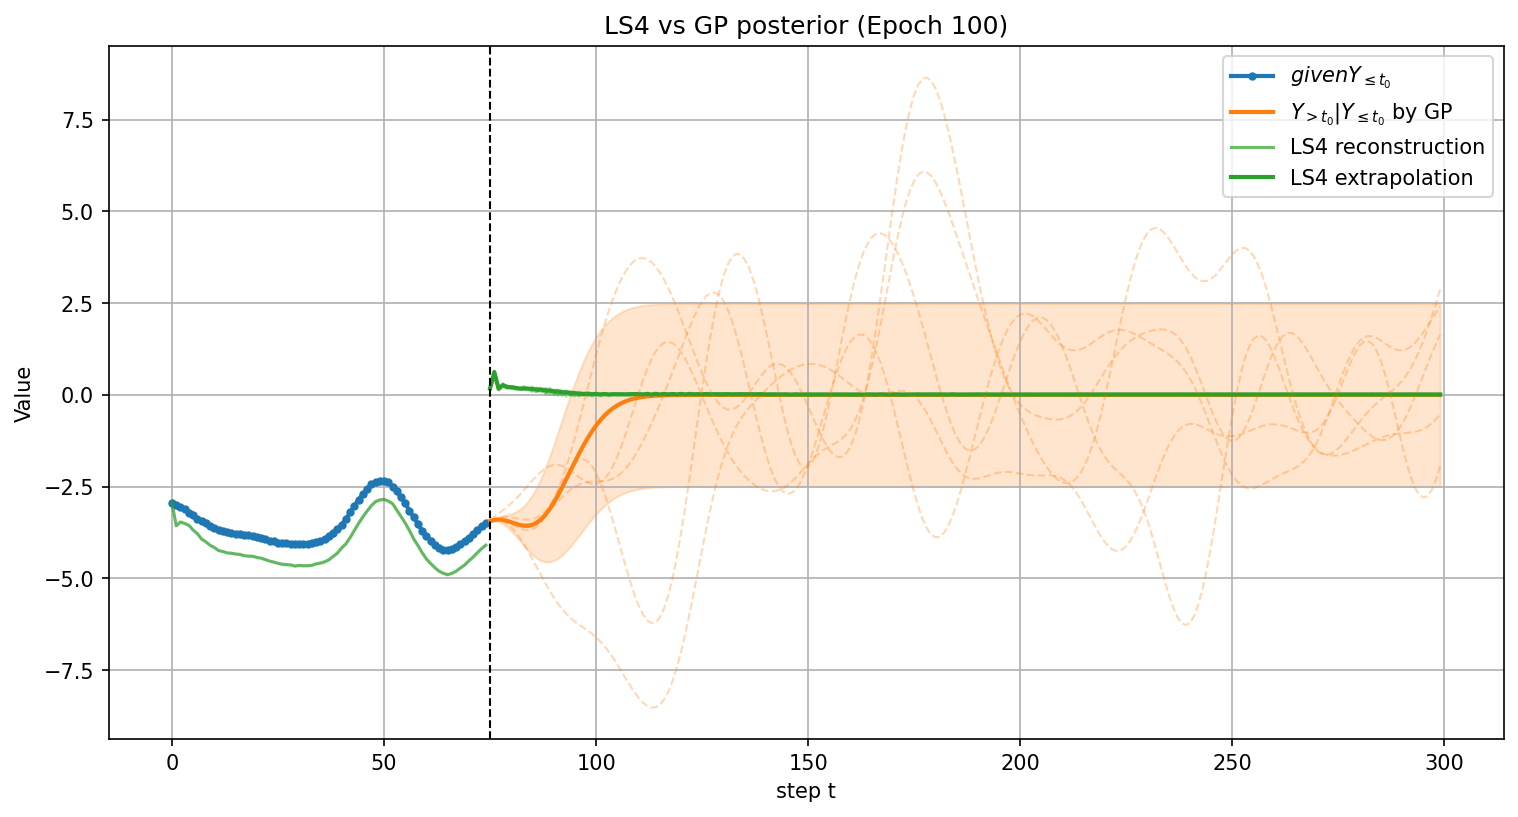 LS4 vs GP posterior (Epoch 100)
givenY≤t₀
Y>t₀|Y≤t₀ by GP
LS4 reconstruction
LS4 extrapolation
Value
7.5
5.0
2.5
0.0
−2.5
−5.0
−7.5
0 50 100 150 200 250 300
step t